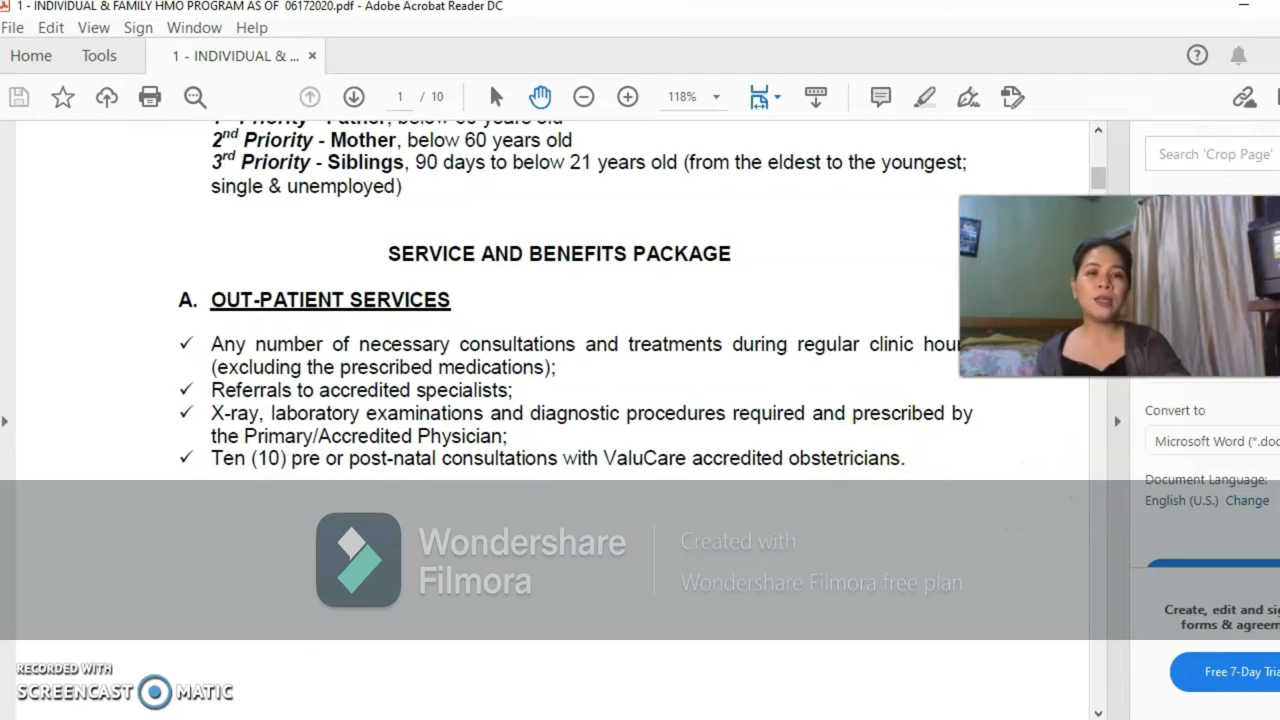 1 - INDIVIDUAL & FAMILY HMO PROGRAM AS OF 06172020.pdf - Adobe Acrobat Reader DC
File Edit View Sign Window Help
Home Tools 1 - INDIVIDUAL & ... ×
1 / 10 118%
2nd Priority - Mother, below 60 years old
3rd Priority - Siblings, 90 days to below 21 years old (from the eldest to the youngest;
single & unemployed)
Search 'Crop Page'
SERVICE AND BENEFITS PACKAGE
A. OUT-PATIENT SERVICES
✓ Any number of necessary consultations and treatments during regular clinic
(excluding the prescribed medications);
✓ Referrals to accredited specialists;
✓ X-ray, laboratory examinations and diagnostic procedures required and prescribed by
the Primary/Accredited Physician;
✓ Ten (10) pre or post-natal consultations with ValuCare accredited obstetricians.
Convert to
Microsoft Word (*.doc
Document Language:
English (U.S.) Change
Wondershare
Filmora
Created with
Wondershare Filmora free plan
Create, edit and
forms &
Free 7-Day
RECORDED WITH
SCREENCAST MATIC